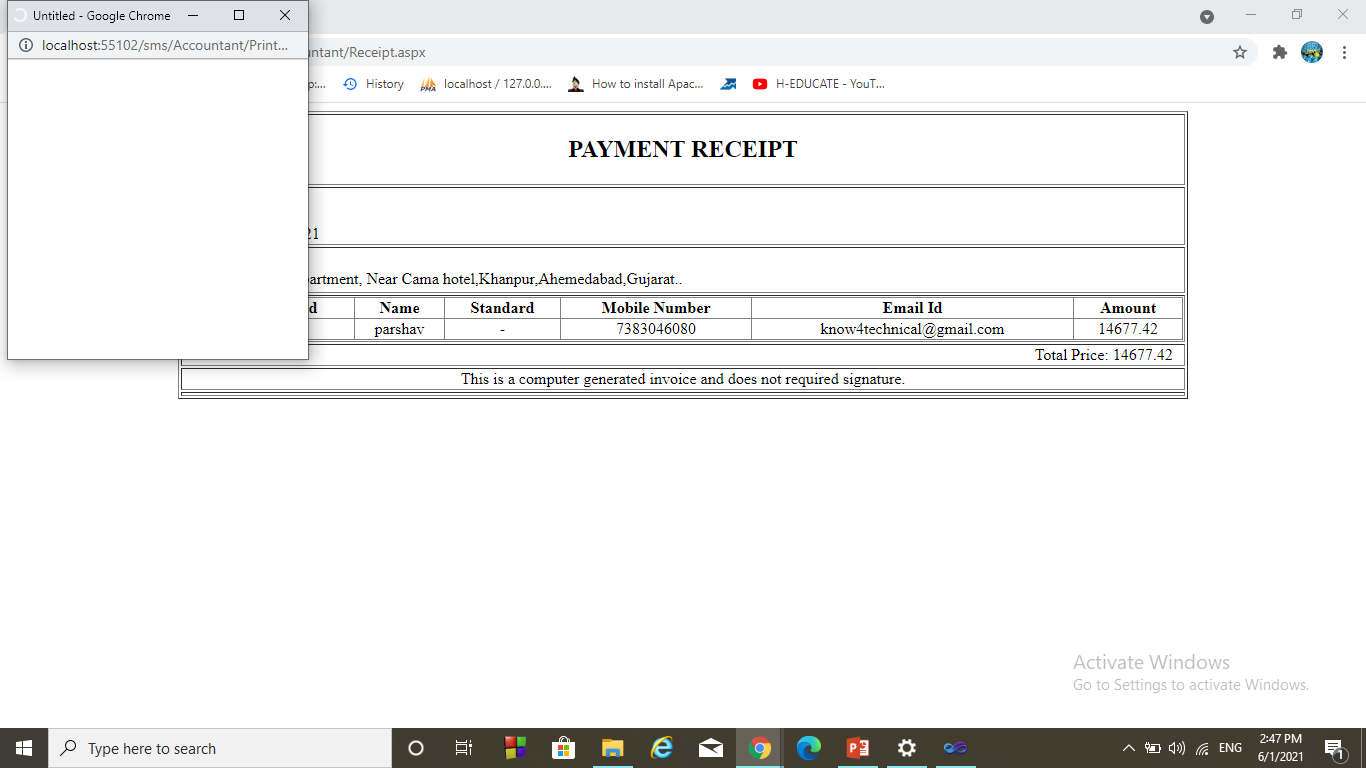 Untitled - Google Chrome
localhost:55102/sms/Accountant/Print...
ntant/Receipt.aspx
p:...
History
localhost / 127.0.0....
How to install Apac...
H-EDUCATE - YouT...
PAYMENT RECEIPT
21
artment, Near Cama hotel,Khanpur,Ahemedabad,Gujarat..
d Name Standard Mobile Number Email Id Amount
parshav - 7383046080 know4technical@gmail.com 14677.42
Total Price: 14677.42
This is a computer generated invoice and does not required signature.
Activate Windows
Go to Settings to activate Windows.
Type here to search
ENG
2:47 PM
6/1/2021
1